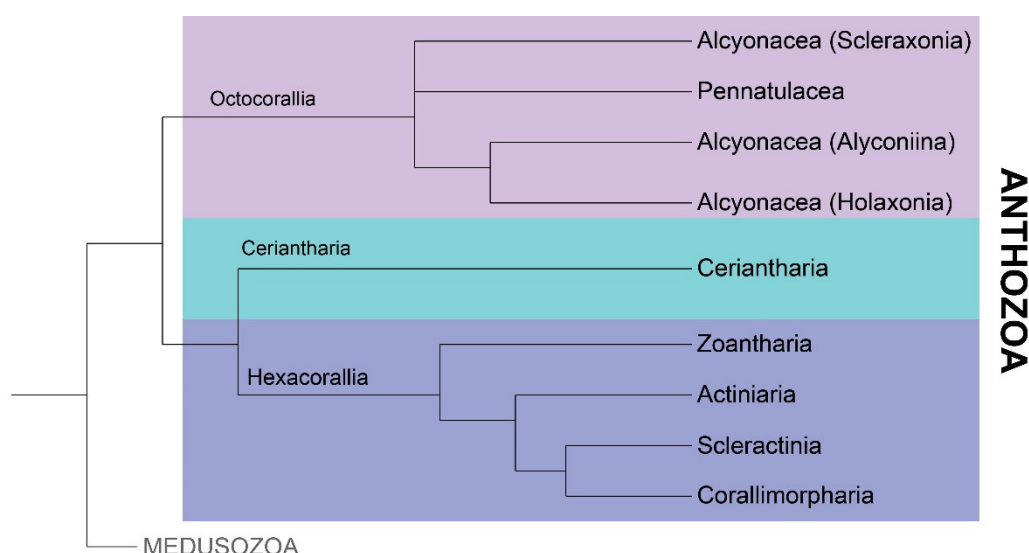 Alcyonacea (Scleraxonia)
Octocorallia
Pennatulacea
Alcyonacea (Alyconiina)
Alcyonacea (Holaxonia)
Ceriantharia
Ceriantharia
Zoantharia
Hexacorallia
Actiniaria
Scleractinia
Corallimorpharia
MEDUSOZOA
ANTHOZOA